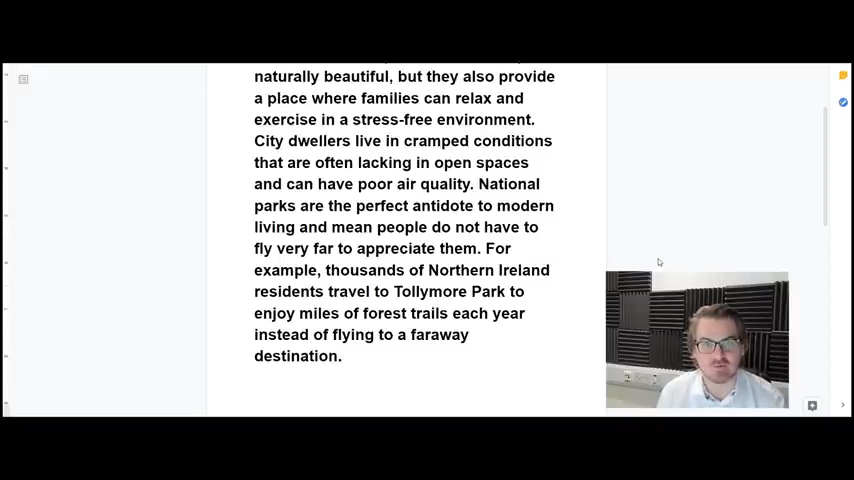 naturally beautiful, but they also provide
a place where families can relax and
exercise in a stress-free environment.
City dwellers live in cramped conditions
that are often lacking in open spaces
and can have poor air quality. National
parks are the perfect antidote to modern
living and mean people do not have to
fly very far to appreciate them. For
example, thousands of Northern Ireland
residents travel to Tollymore Park to
enjoy miles of forest trails each year
instead of flying to a faraway
destination.